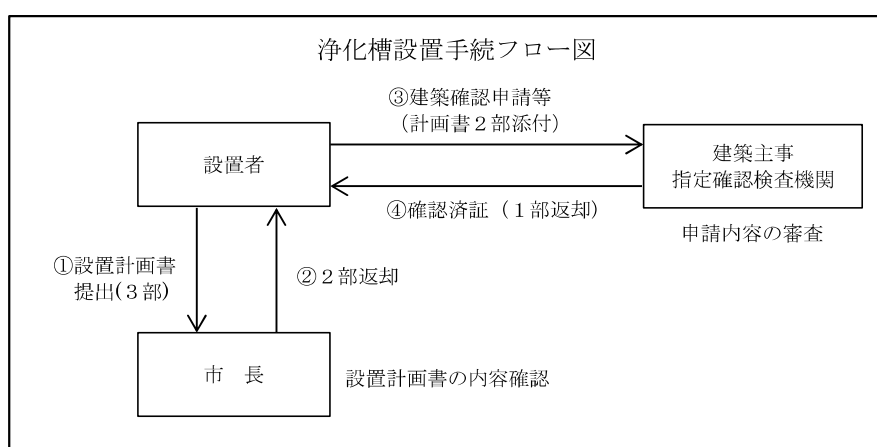 浄化槽設置手続フロー図
③建築確認申請等
(計画書２部添付)
設置者
建築主事
指定確認検査機関
④確認済証（１部返却）
申請内容の審査
①設置計画書
提出(３部)
②２部返却
市　長
設置計画書の内容確認